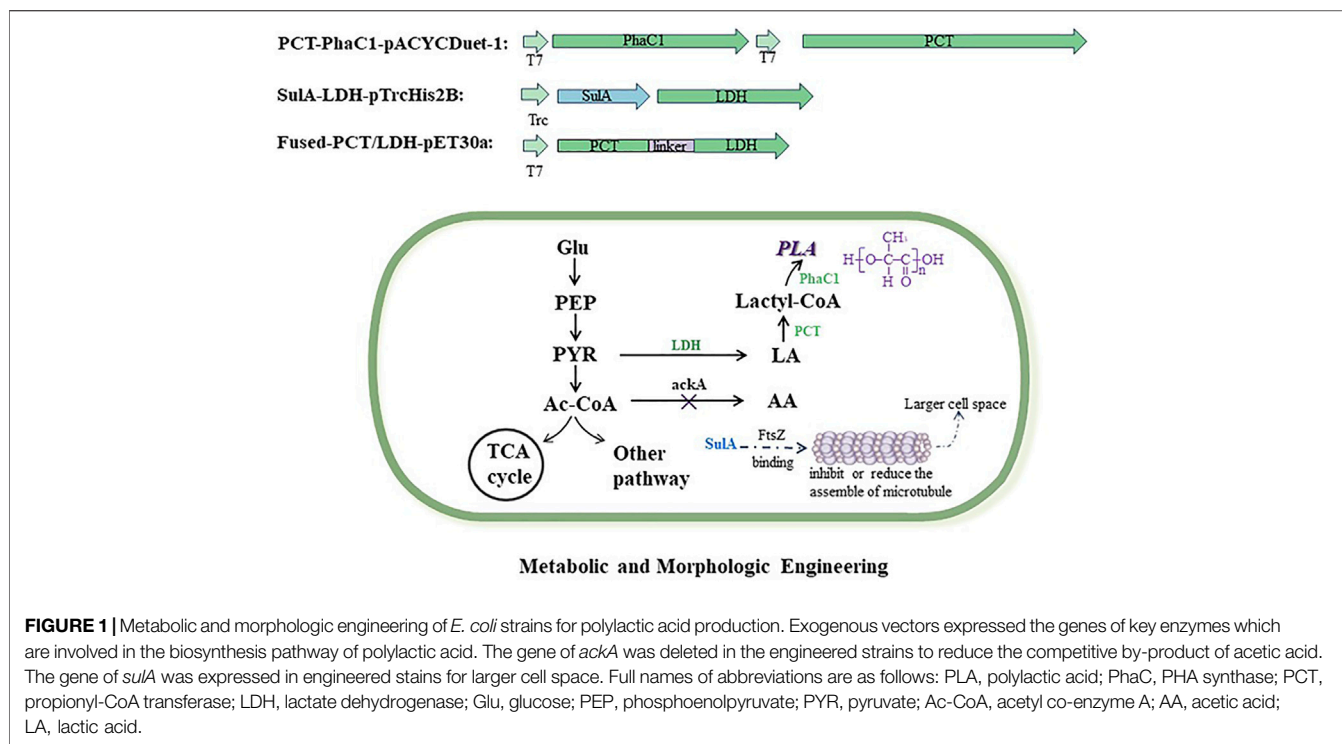 PCT-PhaC1-pACYCDuet-1:
PhaC1
PCT
T7
T7
SulA-LDH-pTrcHis2B:
SulA
LDH
Trc
Fused-PCT/LDH-pET30a:
PCT
linker
LDH
T7
Glu
PEP
PYR
Ac-CoA
TCA
cycle
Other
pathway
LDH
ackA
PLA
PhaC1
Lactyl-CoA
PCT
LA
AA
CH₃
H O C C OH
n
H O
SulA
FtsZ
binding
Larger cell space
inhibit or reduce the
assemble of microtubule
Metabolic and Morphologic Engineering
FIGURE 1 | Metabolic and morphologic engineering of E. coli strains for polylactic acid production. Exogenous vectors expressed the genes of key enzymes which
are involved in the biosynthesis pathway of polylactic acid. The gene of ackA was deleted in the engineered strains to reduce the competitive by-product of acetic acid.
The gene of sulA was expressed in engineered stains for larger cell space. Full names of abbreviations are as follows: PLA, polylactic acid; PhaC, PHA synthase; PCT,
propionyl-CoA transferase; LDH, lactate dehydrogenase; Glu, glucose; PEP, phosphoenolpyruvate; PYR, pyruvate; Ac-CoA, acetyl co-enzyme A; AA, acetic acid;
LA, lactic acid.